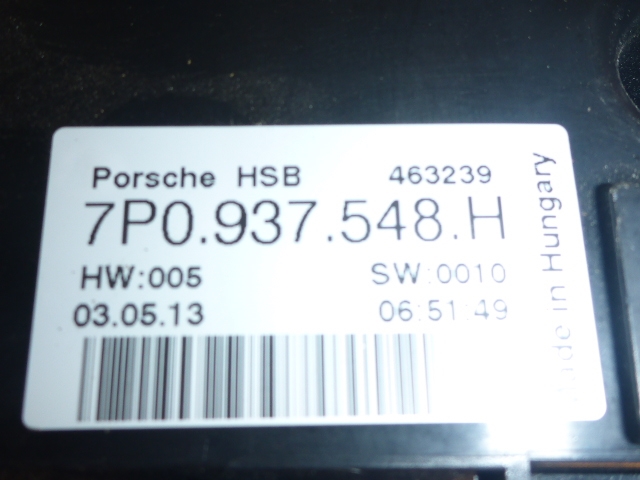 Porsche HSB 463239
7P0.937.548.H
HW:005 SW:0010
03.05.13 06:51:49
Made in Hungary